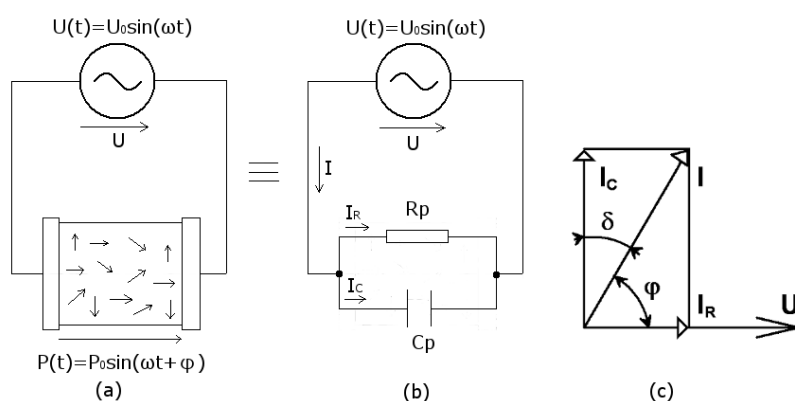 U(t)=U₀sin(ωt)
U
P(t)=P₀sin(ωt+φ)
(a)
U(t)=U₀sin(ωt)
U
I
I_R
Rp
I_C
Cp
(b)
I_C
I
δ
φ
I_R
U
(c)